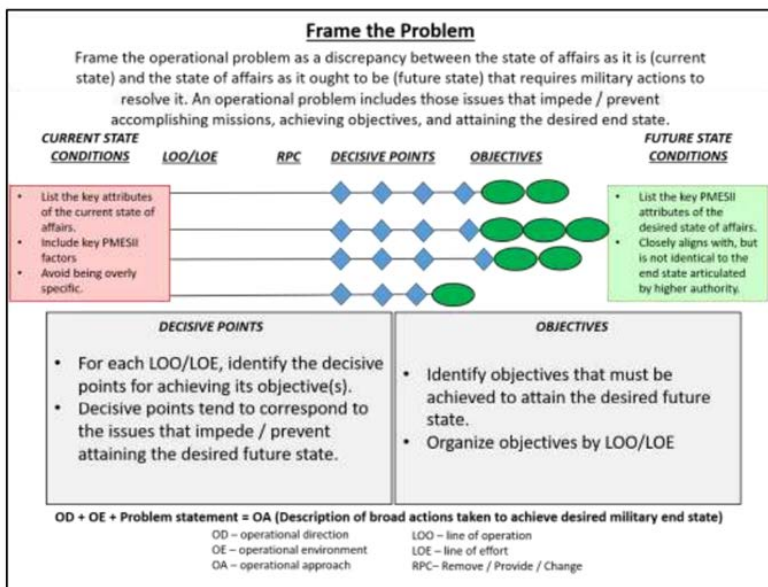 Frame the Problem
Frame the operational problem as a discrepancy between the state of affairs as it is (current
state) and the state of affairs as it ought to be (future state) that requires military actions to
resolve it. An operational problem includes those issues that impede / prevent
accomplishing missions, achieving objectives, and attaining the desired end state.
CURRENT STATE
CONDITIONS
LOO/LOE
RPC
DECISIVE POINTS
OBJECTIVES
FUTURE STATE
CONDITIONS
• List the key attributes
of the current state of
affairs.
• Include key PMESII
factors
• Avoid being overly
specific.
• List the key PMESII
attributes of the
desired state of affairs.
• Closely aligns with, but
is not identical to the
end state articulated
by higher authority.
DECISIVE POINTS
• For each LOO/LOE, identify the decisive
points for achieving its objective(s).
• Decisive points tend to correspond to
the issues that impede / prevent
attaining the desired future state.
OBJECTIVES
• Identify objectives that must be
achieved to attain the desired future
state.
• Organize objectives by LOO/LOE
OD + OE + Problem statement = OA (Description of broad actions taken to achieve desired military end state)
OD – operational direction
OE – operational environment
OA – operational approach
LOO – line of operation
LOE – line of effort
RPC– Remove / Provide / Change